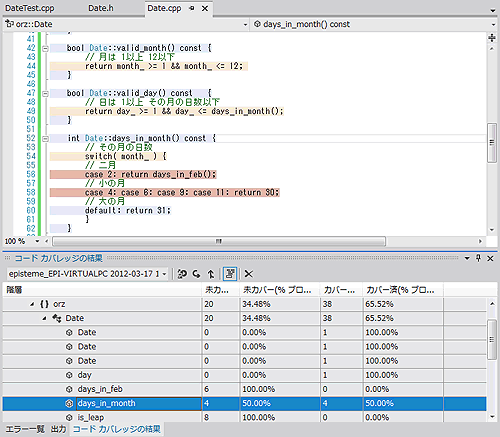 DateTest.cpp Date.h Date.cpp
orz::Date days_in_month() const
41
42 bool Date::valid_month() const {
43 // 月は 1以上 12以下
44 return month_ >= 1 && month_ <= 12;
45 }
46
47 bool Date::valid_day() const {
48 // 日は 1以上 その月の日数以下
49 return day_ >= 1 && day_ <= days_in_month();
50 }
51
52 int Date::days_in_month() const {
53 // その月の日数
54 switch( month_ ) {
55 // 二月
56 case 2: return days_in_feb();
57 // 小の月
58 case 4: case 6: case 9: case 11: return 30;
59 // 大の月
60 default: return 31;
61 }
62 }
100 %
コード カバレッジの結果
episteme_EPI-VIRTUALPC 2012-03-17 1
階層 未カ... 未カバー(% ブロ... カバー... カバー済(% ブロ...
orz 20 34.48% 38 65.52%
Date 20 34.48% 38 65.52%
Date 0 0.00% 1 100.00%
Date 0 0.00% 1 100.00%
Date 0 0.00% 1 100.00%
day 0 0.00% 1 100.00%
days_in_feb 6 100.00% 0 0.00%
days_in_month 4 50.00% 4 50.00%
is_leap 8 100.00% 0 0.00%
エラー一覧 出力 コード カバレッジの結果